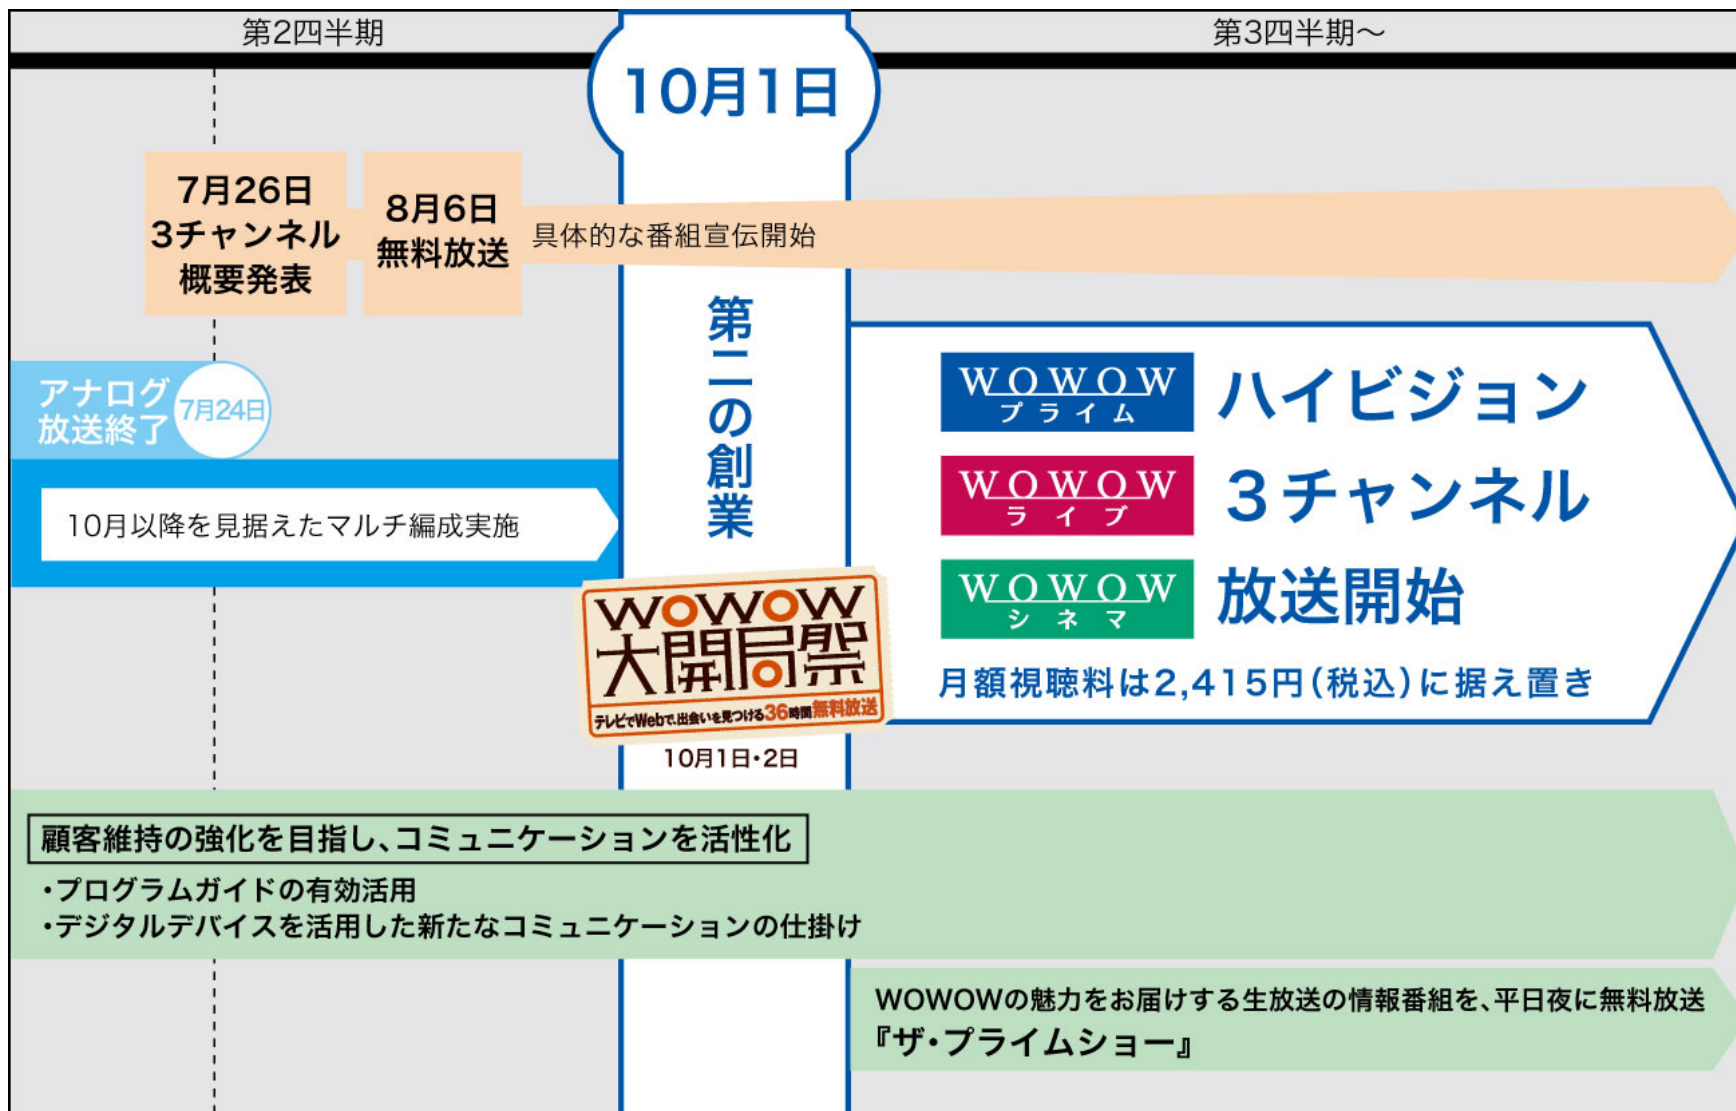 第2四半期
10月1日
第3四半期～
7月26日
3チャンネル
概要発表
8月6日
無料放送
具体的な番組宣伝開始
アナログ
放送終了
7月24日
10月以降を見据えたマルチ編成実施
第二の創業
WOWOW
大開局祭
テレビでWebで、出会いを見つける36時間無料放送
10月1日・2日
WOWOW
プライム
ハイビジョン
WOWOW
ライブ
3チャンネル
WOWOW
シネマ
放送開始
月額視聴料は2,415円（税込）に据え置き
顧客維持の強化を目指し、コミュニケーションを活性化
・プログラムガイドの有効活用
・デジタルデバイスを活用した新たなコミュニケーションの仕掛け
WOWOWの魅力をお届けする生放送の情報番組を、平日夜に無料放送
『ザ・プライムショー』